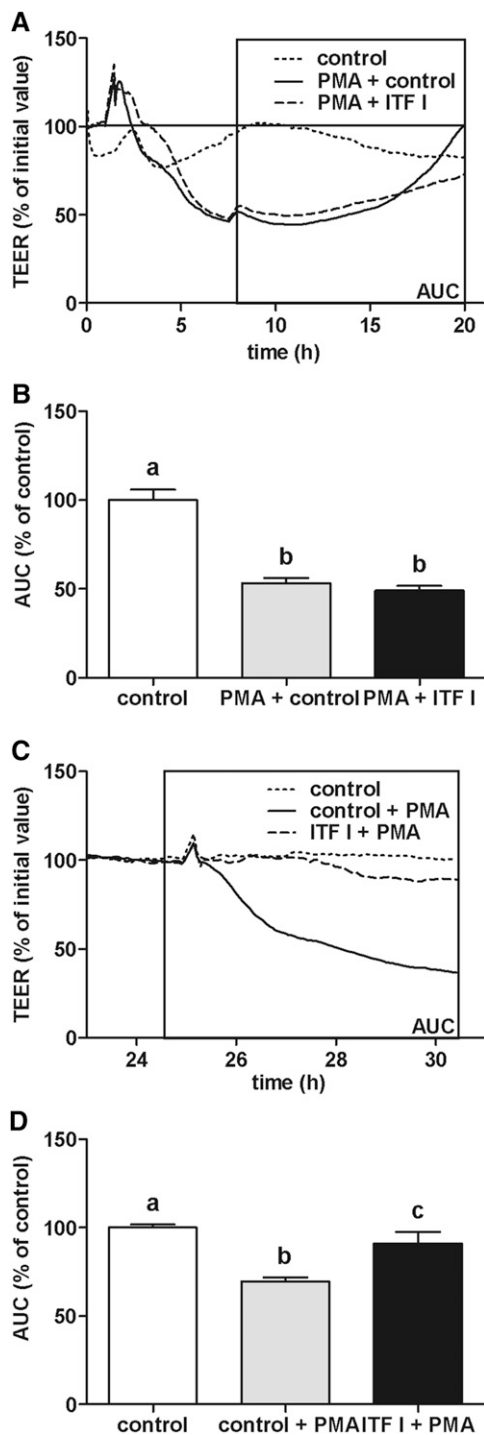 A
TEER (% of initial value)
150
100
50
0
control
PMA + control
PMA + ITF I
AUC
0
5
10
15
20
time (h)
B
AUC (% of control)
150
100
50
0
a
b
b
control
PMA + control
PMA + ITF I
C
TEER (% of initial value)
150
100
50
0
control
control + PMA
ITF I + PMA
AUC
24
26
28
30
time (h)
D
AUC (% of control)
150
100
50
0
a
b
c
control
control + PMA
ITF I + PMA